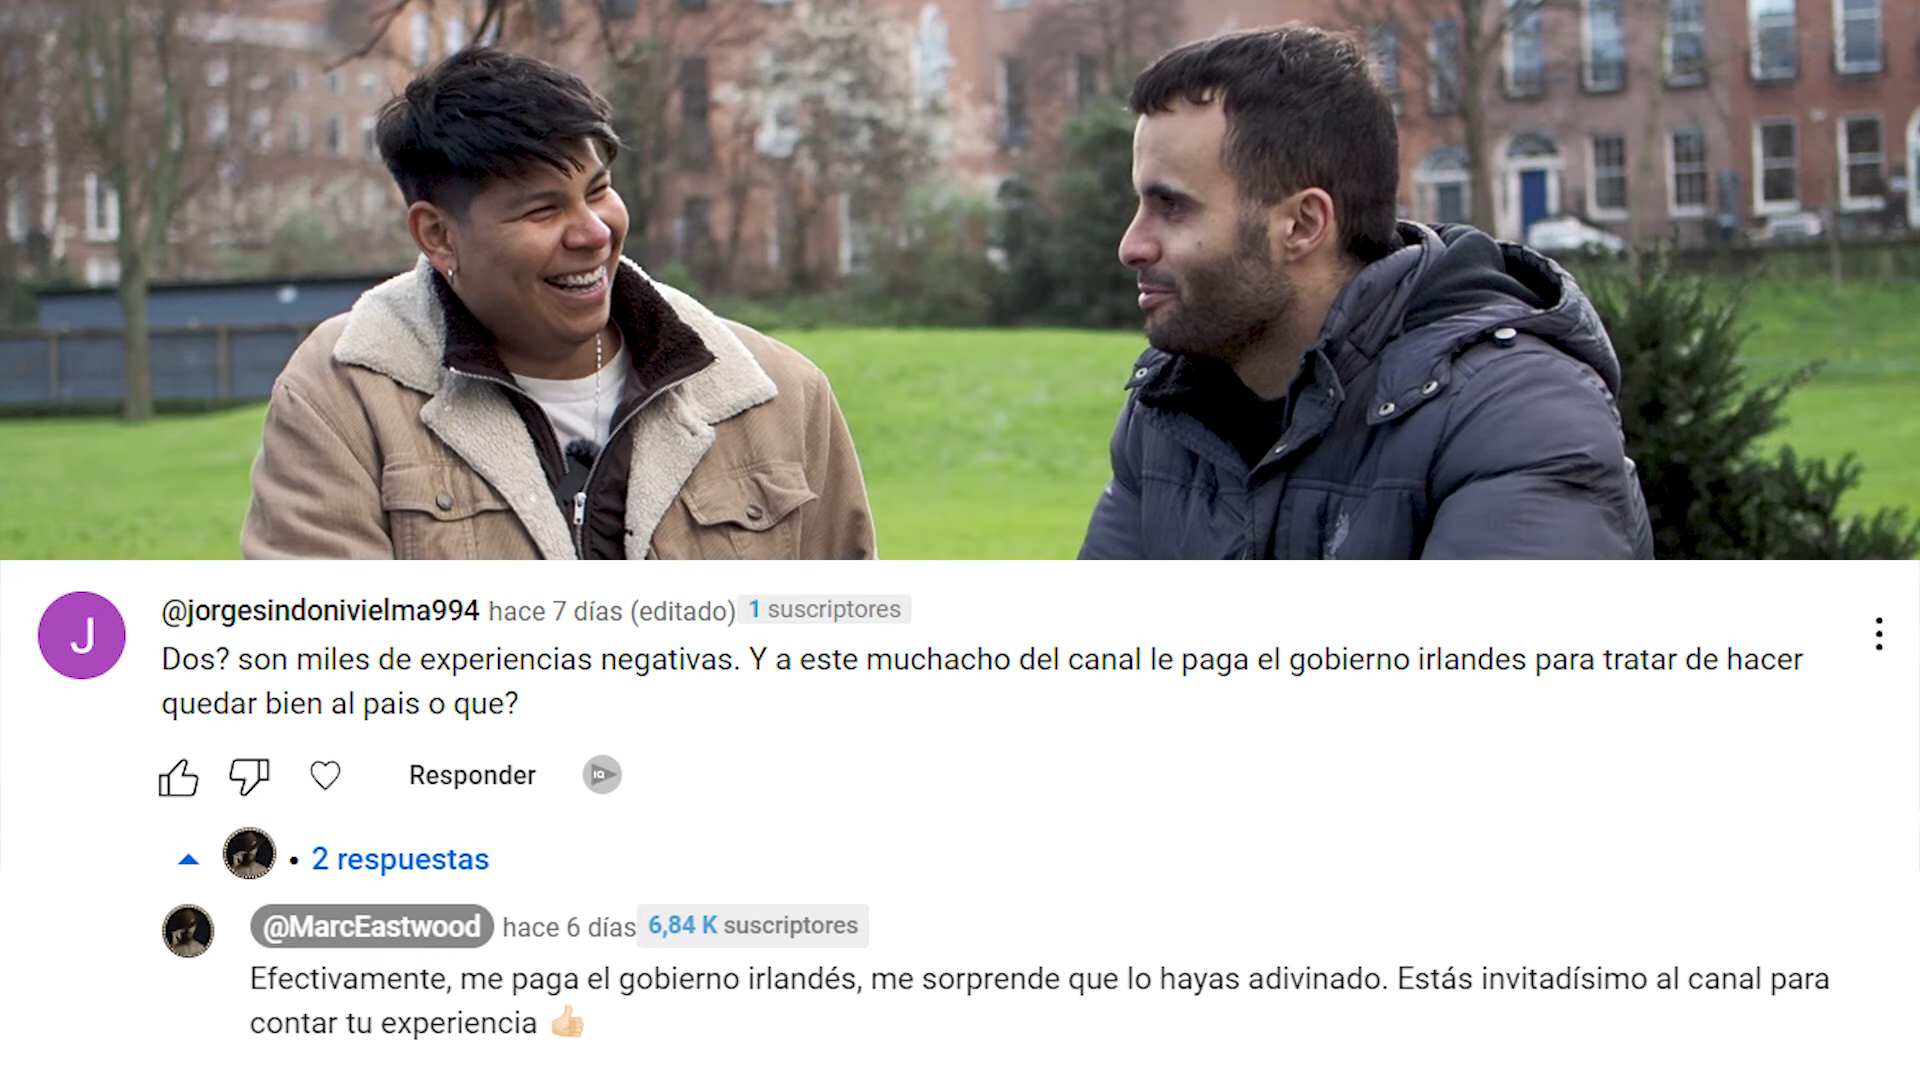 J
@jorgesindonivielma994 hace 7 días (editado) 1 suscriptores
Dos? son miles de experiencias negativas. Y a este muchacho del canal le paga el gobierno irlandes para tratar de hacer
quedar bien al pais o que?
Responder
IQ
• 2 respuestas
@MarcEastwood hace 6 días 6,84 K suscriptores
Efectivamente, me paga el gobierno irlandés, me sorprende que lo hayas adivinado. Estás invitadísimo al canal para
contar tu experiencia 👍🏻